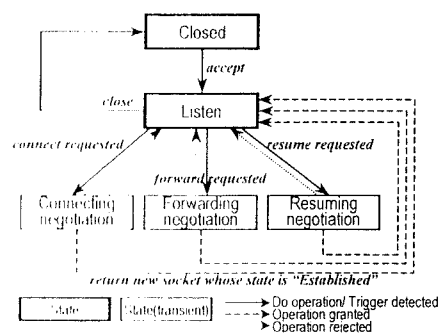 Closed
accept
close
Listen
connect requested
resume requested
forward requested
Connecting
negotiation
Forwarding
negotiation
Resuming
negotiation
return new socket whose state is "Established"
State
State(transient)
Do operation/ Trigger detected
Operation granted
Operation rejected